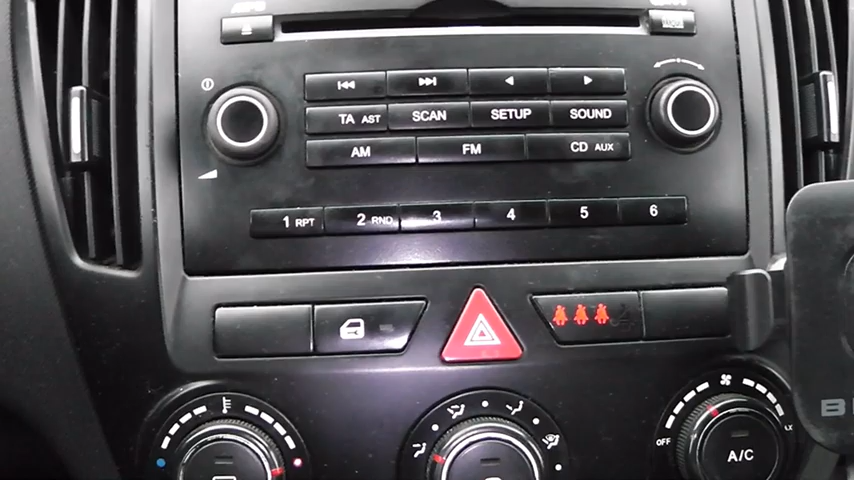 TA AST SCAN SETUP SOUND
AM FM CD AUX
1 RPT 2 RND 3 4 5 6
OFF
A/C